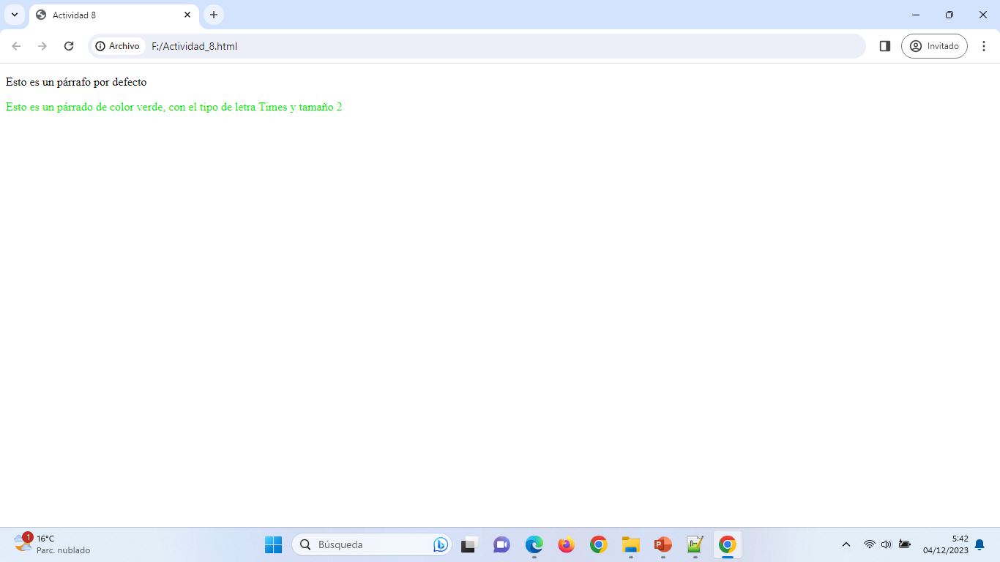 Actividad 8
Archivo
F:/Actividad_8.html
Invitado
Esto es un párrafo por defecto
Esto es un párrado de color verde, con el tipo de letra Times y tamaño 2
1
16°C
Parc. nublado
Búsqueda
5:42
04/12/2023